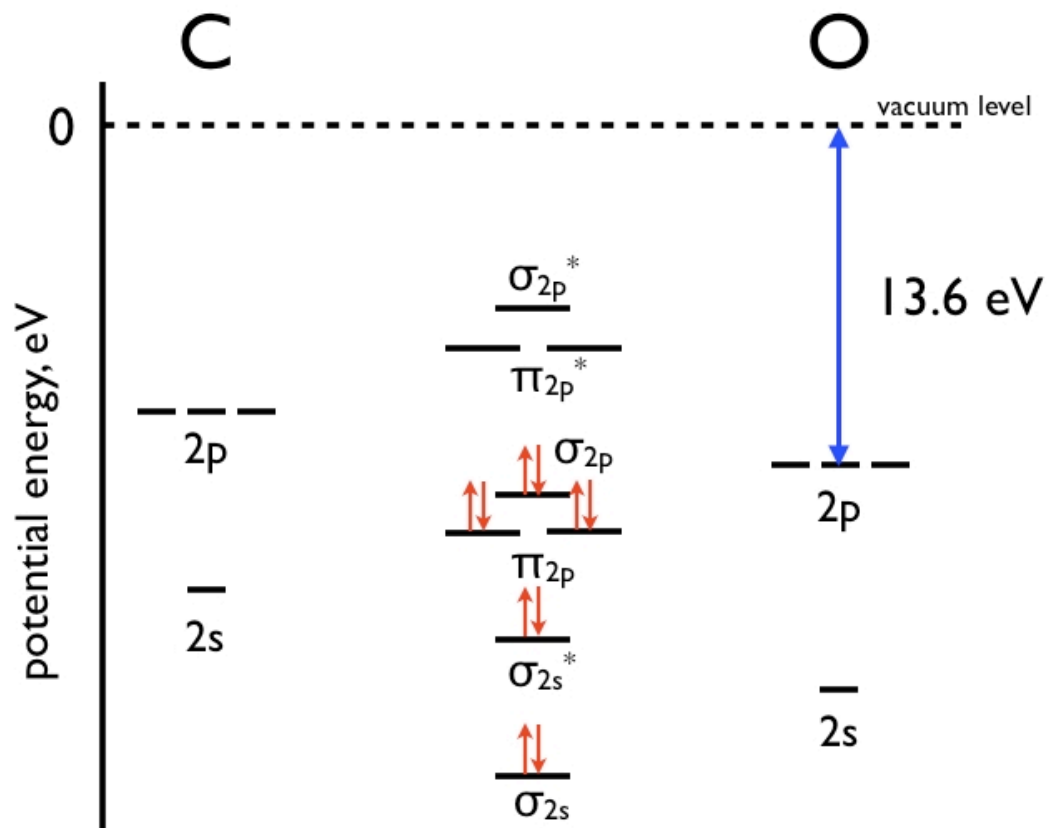 C
O
vacuum level
0
σ2p*
13.6 eV
π2p*
2p
σ2p
2p
π2p
2s
σ2s*
2s
σ2s
potential energy, eV